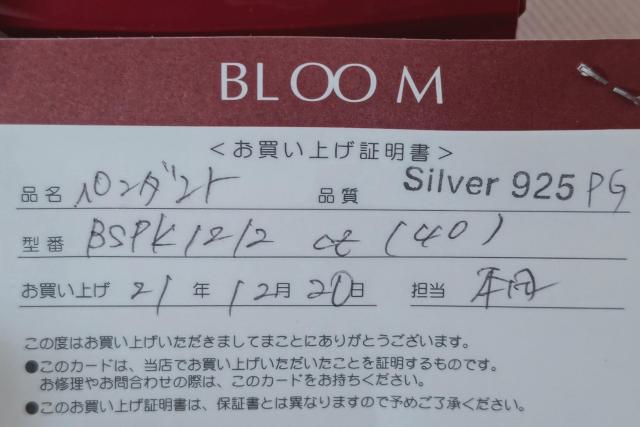 BLOOM
＜お買い上げ証明書＞
品名 ペンダント 品質 Silver 925 PG
型番 BSPK1212 ct (40)
お買い上げ 21年 12月 20日 担当
この度はお買い上げいただきましてまことにありがとうございます。
●このカードは、当店でお買い上げいただいたことを証明するものです。
お修理やお問合わせの際は、このカードをお持ちください。
●このお買い上げ証明書は、保証書とは異なりますので予めご了承ください。